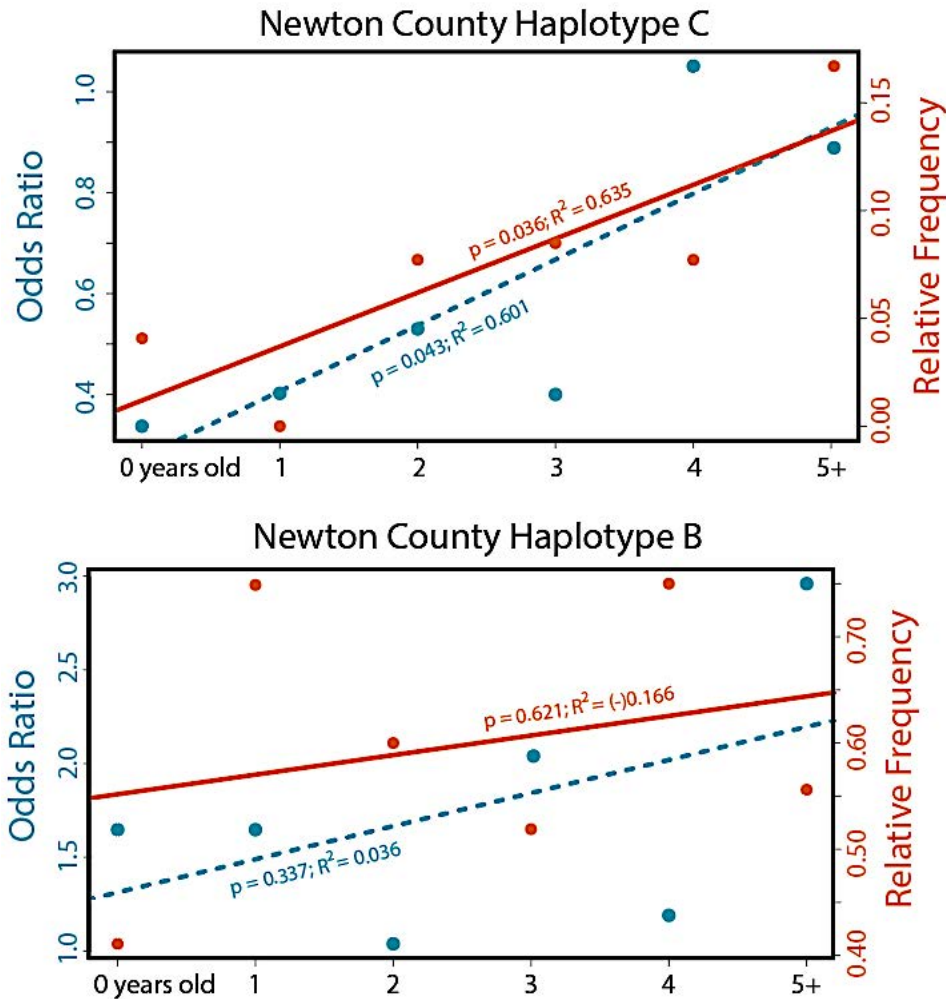 Newton County Haplotype C
Odds Ratio
1.0
0.8
0.6
0.4
p = 0.036; R² = 0.635
p = 0.043; R² = 0.601
0.15
0.10
0.05
0.00
Relative Frequency
0 years old 1 2 3 4 5+
Newton County Haplotype B
Odds Ratio
3.0
2.5
2.0
1.5
1.0
p = 0.621; R² = (-)0.166
p = 0.337; R² = 0.036
0.70
0.60
0.50
0.40
Relative Frequency
0 years old 1 2 3 4 5+